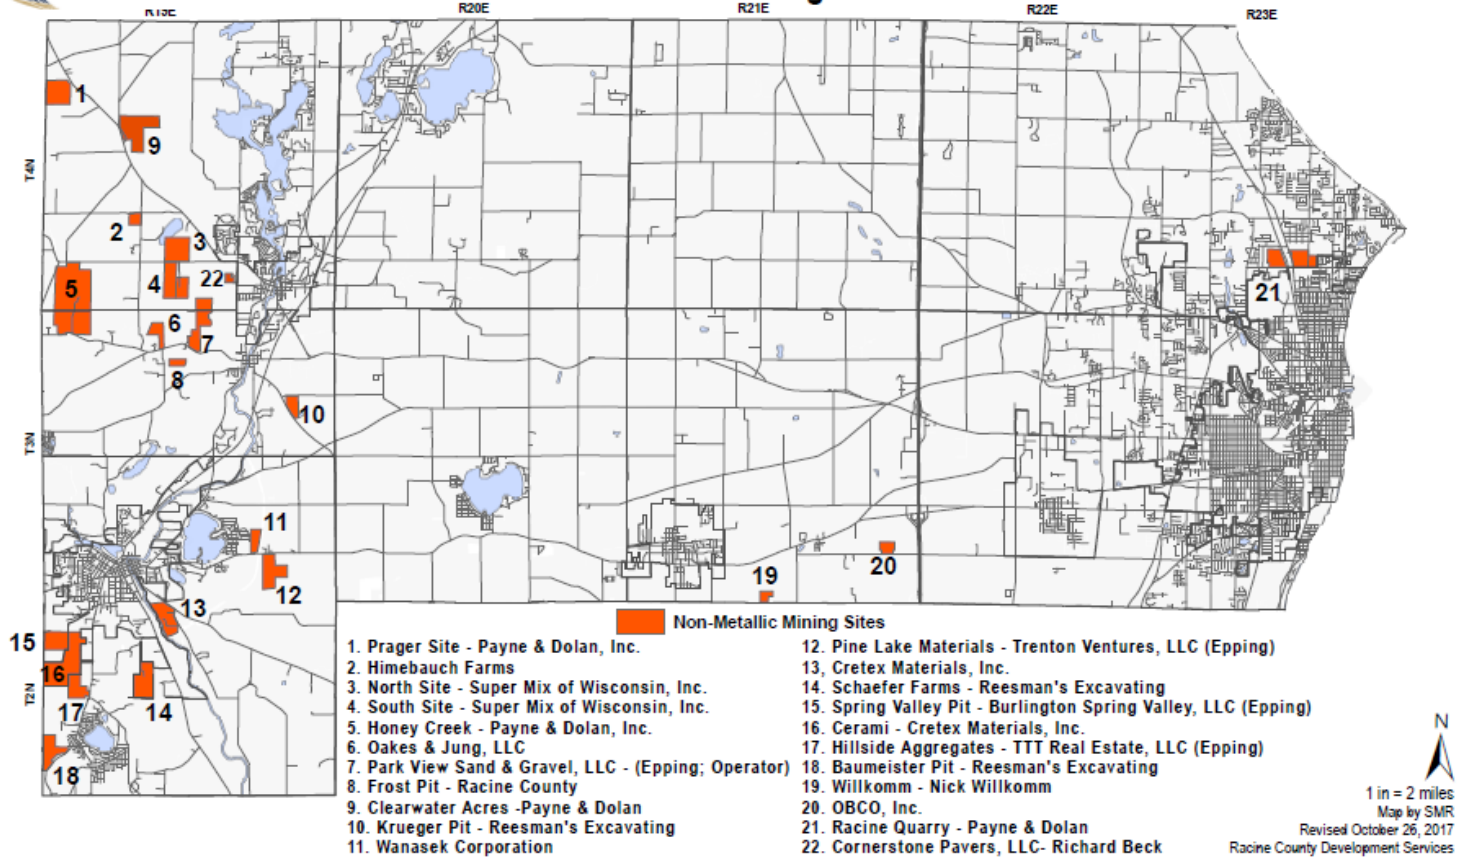 R20E
R21E
R22E
R23E
1
9
T4N
2
3
4
22
5
21
6
7
8
10
T3N
11
12
20
19
13
15
16
T2N
17
14
18
Non-Metallic Mining Sites
1. Prager Site - Payne & Dolan, Inc.
2. Himebauch Farms
3. North Site - Super Mix of Wisconsin, Inc.
4. South Site - Super Mix of Wisconsin, Inc.
5. Honey Creek - Payne & Dolan, Inc.
6. Oakes & Jung, LLC
7. Park View Sand & Gravel, LLC - (Epping; Operator)
8. Frost Pit - Racine County
9. Clearwater Acres -Payne & Dolan
10. Krueger Pit - Reesman's Excavating
11. Wanasek Corporation
12. Pine Lake Materials - Trenton Ventures, LLC (Epping)
13, Cretex Materials, Inc.
14. Schaefer Farms - Reesman's Excavating
15. Spring Valley Pit - Burlington Spring Valley, LLC (Epping)
16. Cerami - Cretex Materials, Inc.
17. Hillside Aggregates - TTT Real Estate, LLC (Epping)
18. Baumeister Pit - Reesman's Excavating
19. Willkomm - Nick Willkomm
20. OBCO, Inc.
21. Racine Quarry - Payne & Dolan
22. Cornerstone Pavers, LLC- Richard Beck
N
1 in = 2 miles
Map by SMR
Revised October 26, 2017
Racine County Development Services